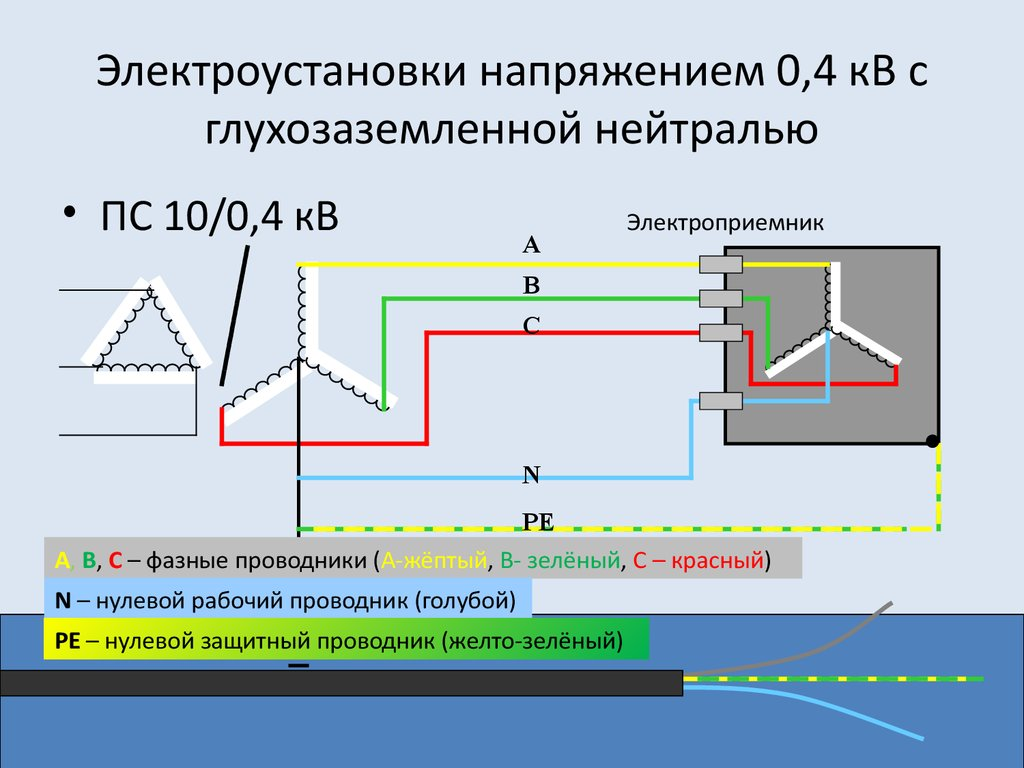 Электроустановки напряжением 0,4 кВ с
глухозаземленной нейтралью
• ПС 10/0,4 кВ
Электроприемник
A
B
C
N
PE
А, В, С – фазные проводники (А-жёптый, В- зелёный, С – красный)
N – нулевой рабочий проводник (голубой)
PE – нулевой защитный проводник (желто-зелёный)